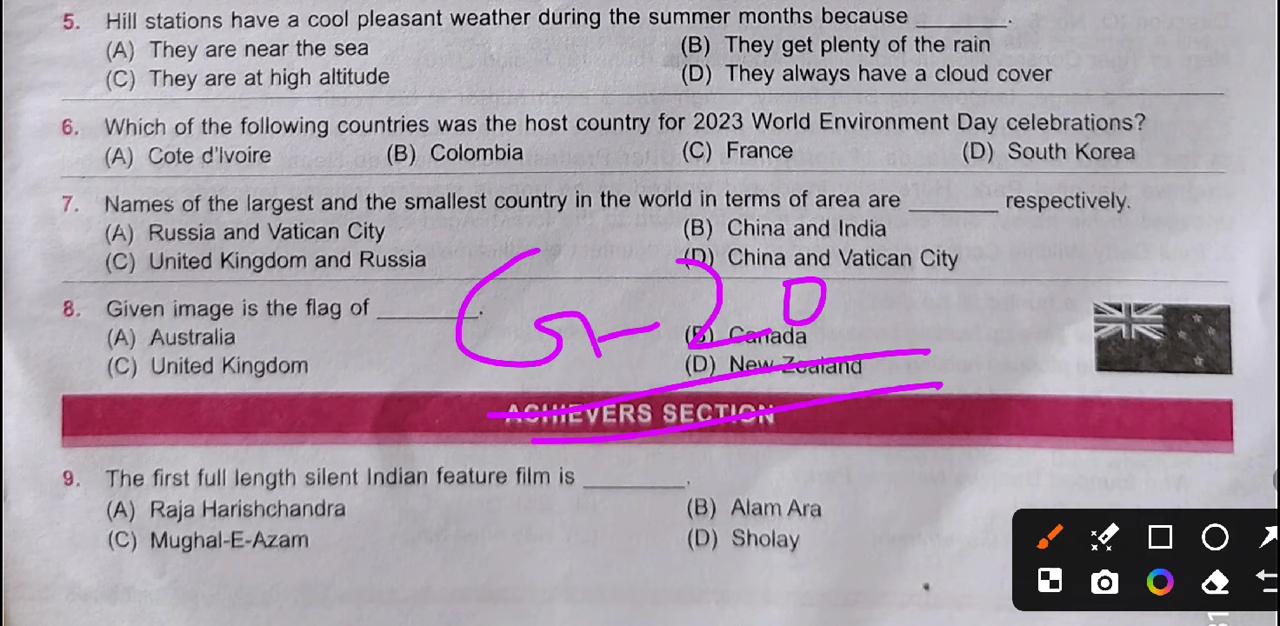 5. Hill stations have a cool pleasant weather during the summer months because ________.
(A) They are near the sea (B) They get plenty of the rain
(C) They are at high altitude (D) They always have a cloud cover
6. Which of the following countries was the host country for 2023 World Environment Day celebrations?
(A) Cote d'Ivoire (B) Colombia (C) France (D) South Korea
7. Names of the largest and the smallest country in the world in terms of area are ________ respectively.
(A) Russia and Vatican City (B) China and India
(C) United Kingdom and Russia (D) China and Vatican City
8. Given image is the flag of ________.
G-20
(A) Australia (B) Canada
(C) United Kingdom (D) New Zealand
ACHIEVERS SECTION
9. The first full length silent Indian feature film is ________.
(A) Raja Harishchandra (B) Alam Ara
(C) Mughal-E-Azam (D) Sholay